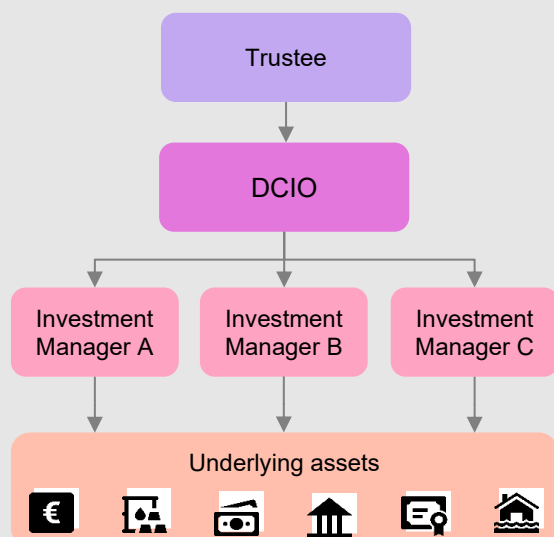 Trustee
DCIO
Investment
Manager A
Investment
Manager B
Investment
Manager C
Underlying assets
€